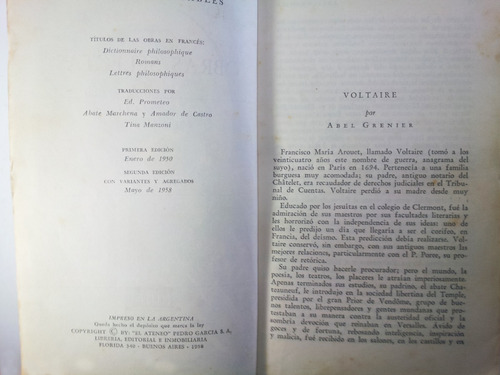 TÍTULOS DE LAS OBRAS EN FRANCÉS:
Dictionnaire philosophique
Romans
Lettres philosophiques
TRADUCCIONES POR
Ed. Prometeo
Abate Marchena y Amador de Castro
Tina Manzoni
PRIMERA EDICIÓN
Enero de 1950
SEGUNDA EDICIÓN
CON VARIANTES Y AGREGADOS
Mayo de 1958
IMPRESO EN LA ARGENTINA
Queda hecho el depósito que marca la ley
COPYRIGHT © BY: "EL ATENEO" PEDRO GARCIA S. A.
LIBRERIA, EDITORIAL E INMOBILIARIA
FLORIDA 340 - BUENOS AIRES - 1958
VOLTAIRE
por
ABEL GRENIER
Francisco María Arouet, llamado Voltaire (tomó a los
veinticuatro años este nombre de guerra, anagrama del
suyo), nació en París en 1694. Pertenecía a una familia
burguesa muy acomodada; su padre, antiguo notario del
Châtelet, era recaudador de derechos judiciales en el Tribu-
nal de Cuentas. Voltaire perdió a su madre desde muy
niño.
Educado por los jesuítas en el colegio de Clermont, fué
la admiración de sus maestros por sus facultades literarias y
les horrorizó con la independencia de sus ideas: uno de
ellos le predijo un día que llegaría a ser el corifeo, en
Francia, del deísmo. Esta predicción debía realizarlo.
Voltaire conservó, sin embargo, con sus antiguos maestros las
mejores relaciones, particularmente con el P. Porée, su pro-
fesor de retórica.
Su padre quiso hacerle procurador; pero el mundo, la
poesía, los teatros, los placeres le atraían imperiosamente.
Apenas terminados sus estudios, su padrino, el abate Cha-
teauneuf, le introdujo en la sociedad libertina del Temple,
presidida por el gran Prior de Vendôme, grupo de bue-
nos talentos, librepensadores y gentes mundanas que pro-
testaban a su manera contra la austeridad oficial y la
sombría devoción que reinaban en Versalles. Ávido de
goces y de fortuna, rebosando inteligencia, inspiración
y malicia, fué recibido en los salones, en los castillos y en